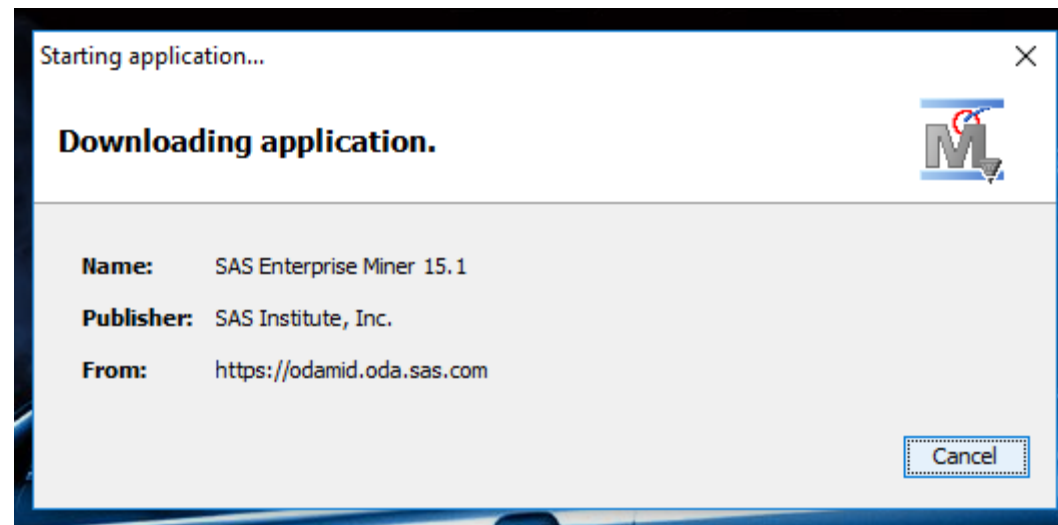 Starting application...
Downloading application.
M
Name: SAS Enterprise Miner 15.1
Publisher: SAS Institute, Inc.
From: https://odamid.oda.sas.com
Cancel